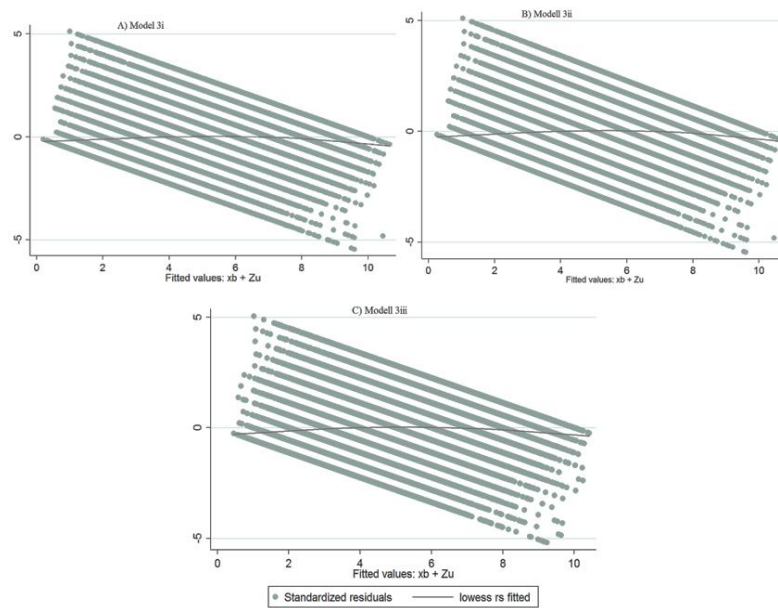 A) Model 3i
5
0
-5
0 2 4 6 8 10
Fitted values: xb + Zu
B) Modell 3ii
5
0
-5
0 2 4 6 8 10
Fitted values: xb + Zu
C) Modell 3iii
5
0
-5
0 2 4 6 8 10
Fitted values: xb + Zu
Standardized residuals lowess rs fitted